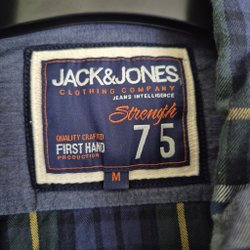 JACK&JONES
CLOTHING COMPANY
JEANS INTELLIGENCE
Strength
QUALITY CRAFTED
FIRST HAND
PRODUCTION
75
M